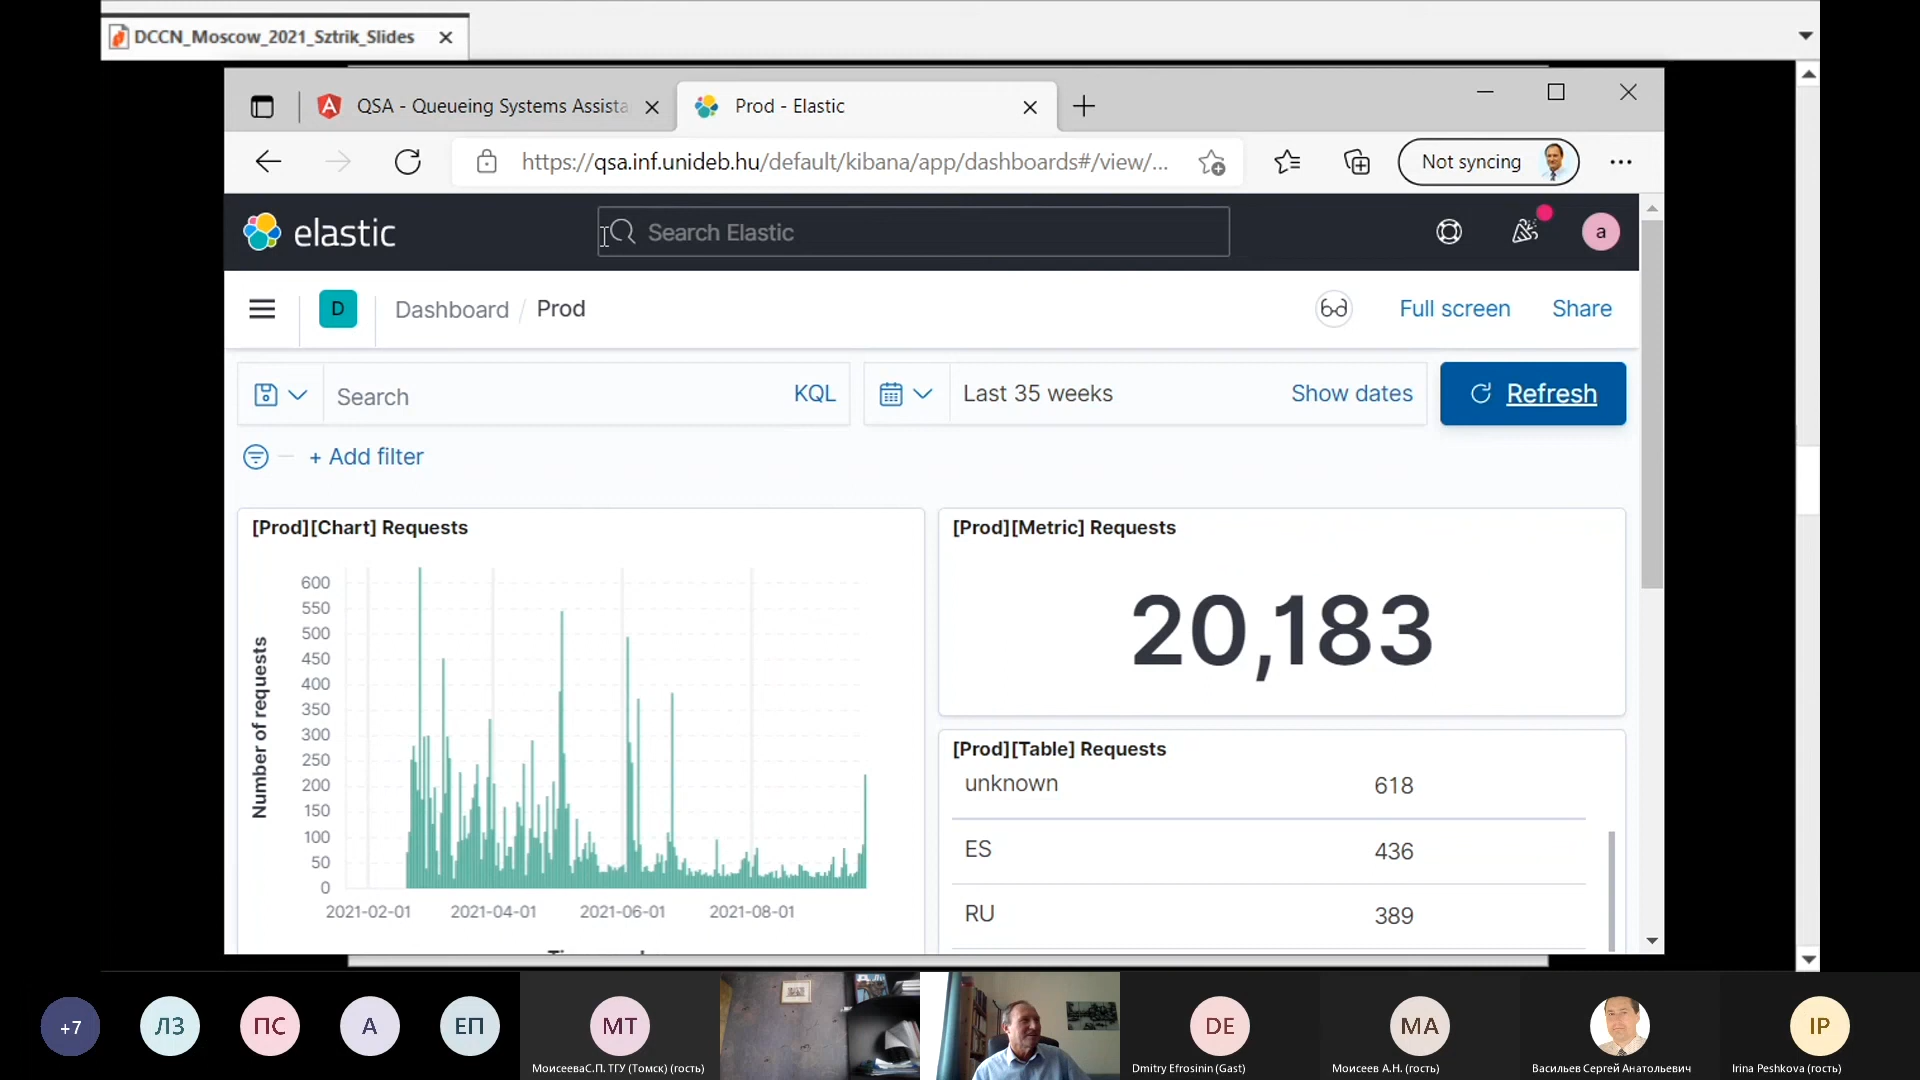 DCCN_Moscow_2021_Sztrik_Slides
QSA - Queueing Systems Assista
Prod - Elastic
https://qsa.inf.unideb.hu/default/kibana/app/dashboards#/view/...
Not syncing
elastic
Search Elastic
a
D
Dashboard / Prod
Full screen
Share
Search
KQL
Last 35 weeks
Show dates
Refresh
+ Add filter
[Prod][Chart] Requests
Number of requests
600
550
500
450
400
350
300
250
200
150
100
50
0
2021-02-01
2021-04-01
2021-06-01
2021-08-01
[Prod][Metric] Requests
20,183
[Prod][Table] Requests
unknown 618
ES 436
RU 389
+7
ЛЗ
ПС
А
ЕП
МТ
DE
МА
IP
МоисееваС.П. ТГУ (Томск) (гость)
Dmitry Efrosinin (Gast)
Моисеев А.Н. (гость)
Васильев Сергей Анатольевич
Irina Peshkova (гость)